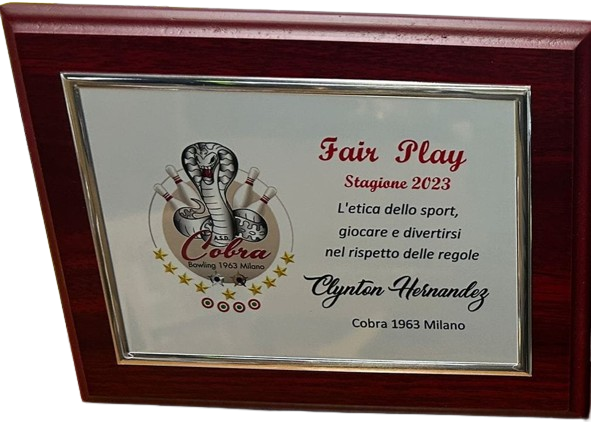 A.S.D.
Cobra
Bowling 1963 Milano
Fair Play
Stagione 2023
L'etica dello sport,
giocare e divertirsi
nel rispetto delle regole
Clynton Hernandez
Cobra 1963 Milano